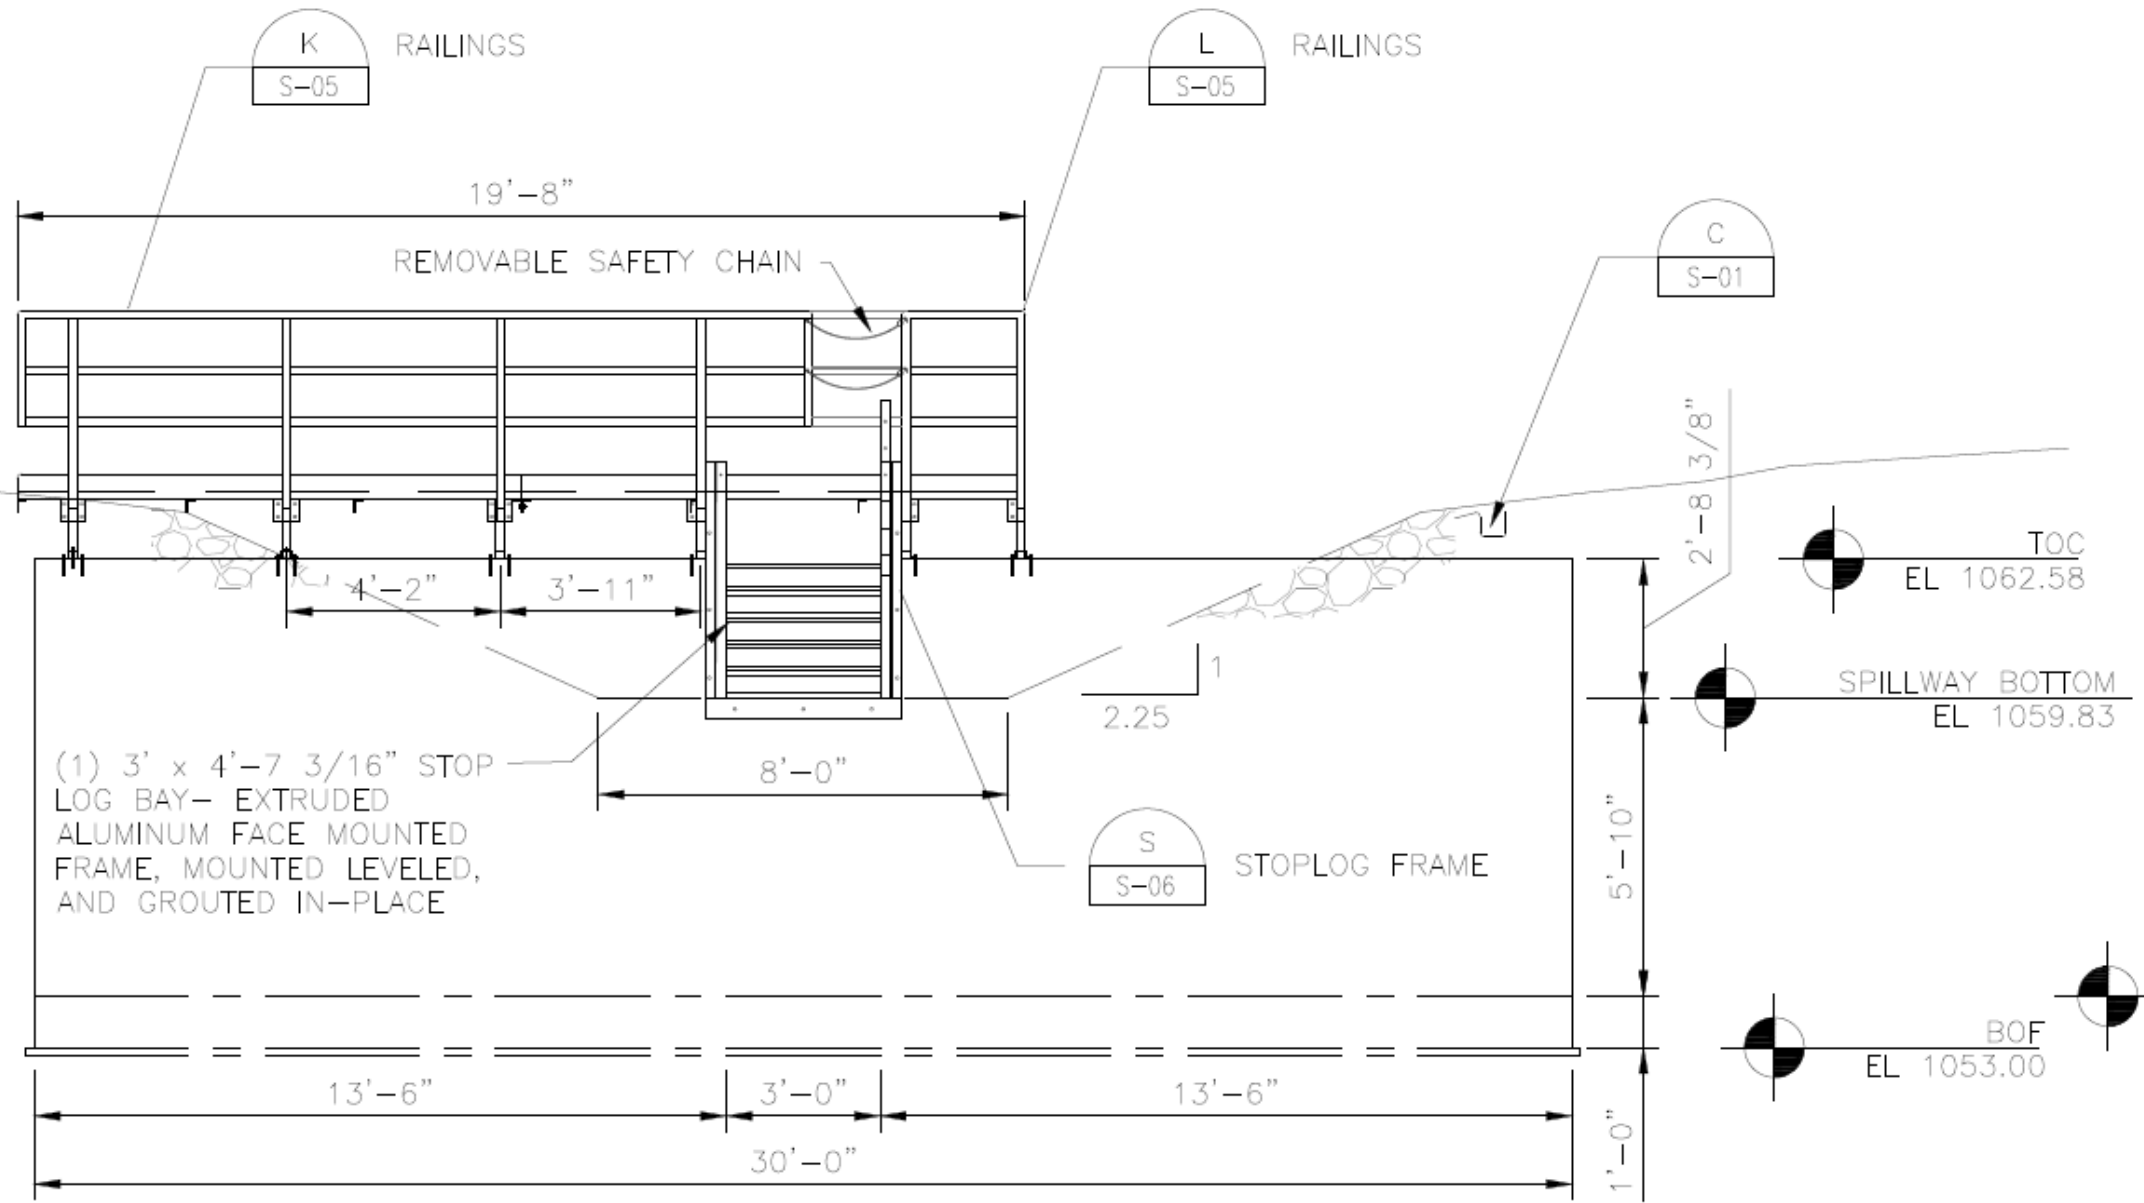 K RAILINGS
S-05
L RAILINGS
S-05
19'-8"
REMOVABLE SAFETY CHAIN
C
S-01
2'-8 3/8"
TOC
EL 1062.58
4'-2"
3'-11"
1
2.25
SPILLWAY BOTTOM
EL 1059.83
(1) 3' x 4'-7 3/16" STOP
LOG BAY- EXTRUDED
ALUMINUM FACE MOUNTED
FRAME, MOUNTED LEVELED,
AND GROUTED IN-PLACE
8'-0"
S
S-06
STOPLOG FRAME
5'-10"
BOF
EL 1053.00
13'-6"
3'-0"
13'-6"
1'-0"
30'-0"